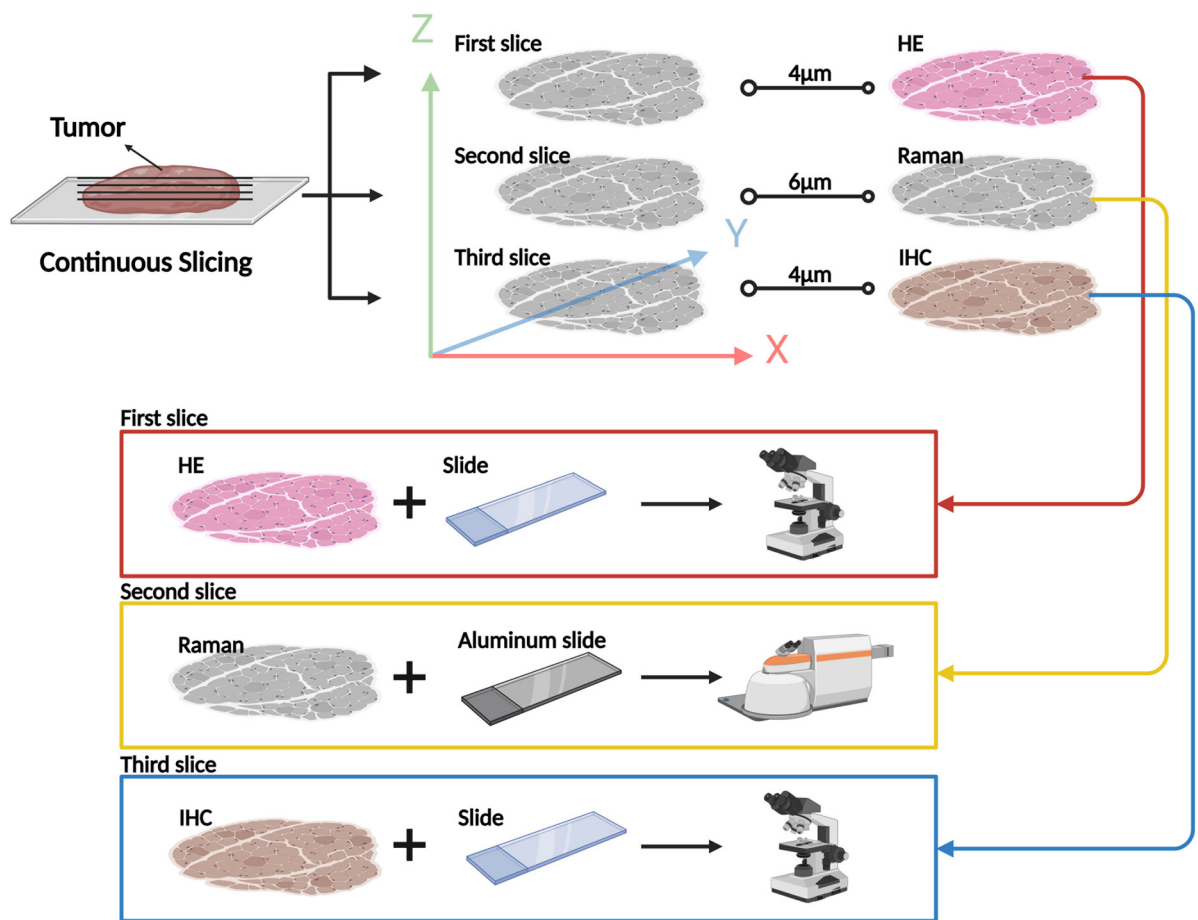 Z
First slice
4μm
HE
Tumor
Second slice
6μm
Raman
Y
Continuous Slicing
Third slice
4μm
IHC
X
First slice
HE
Slide
+
Second slice
Raman
Aluminum slide
+
Third slice
IHC
Slide
+